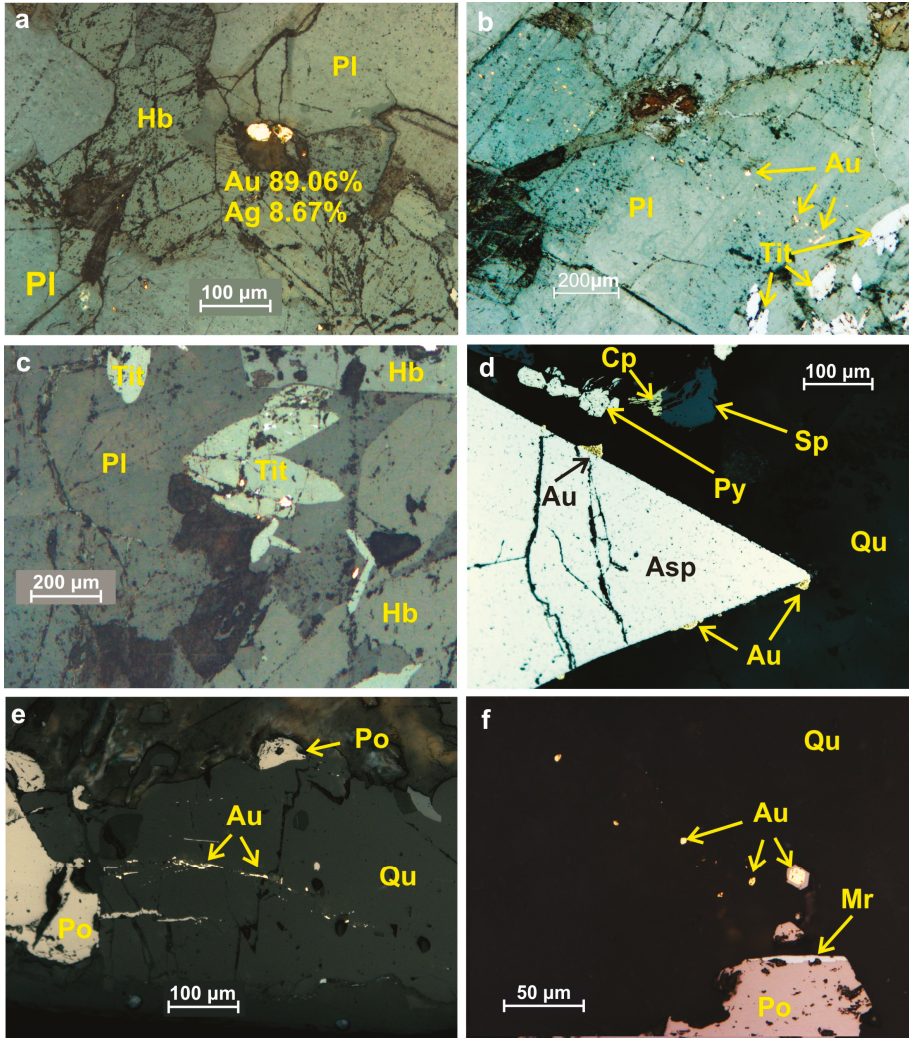 a
Pl
Hb
Au 89.06%
Ag 8.67%
Pl
100 µm
b
Au
Pl
Tit
200µm
c
Tit
Hb
Pl
Tit
200 µm
Hb
d
Cp
100 µm
Sp
Au
Py
Qu
Asp
Au
e
Po
Au
Qu
Po
100 µm
f
Qu
Au
Mr
50 µm
Po